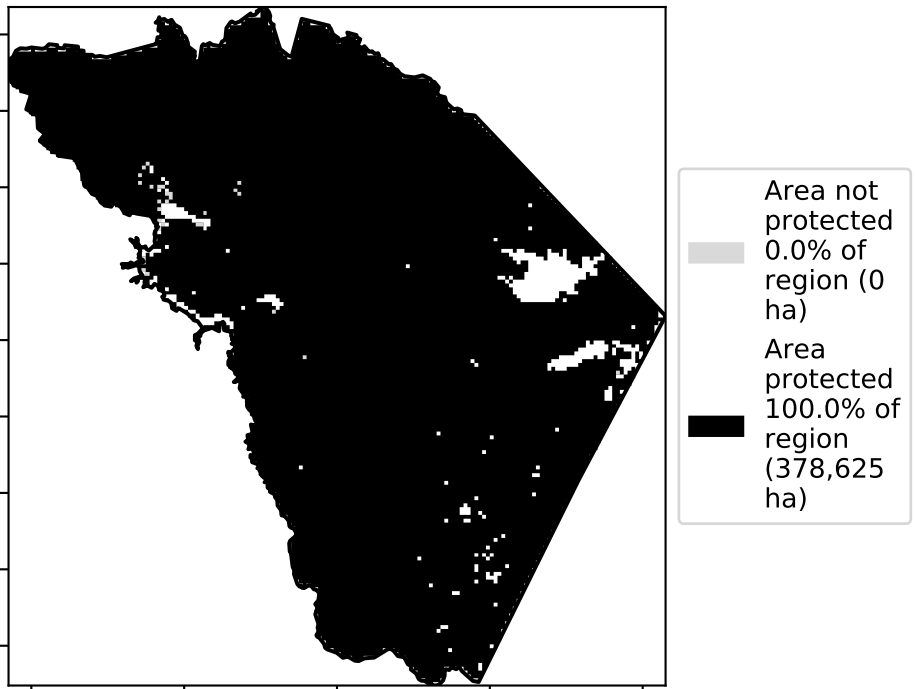 Area not
protected
0.0% of
region (0
ha)
Area
protected
100.0% of
region
(378,625
ha)